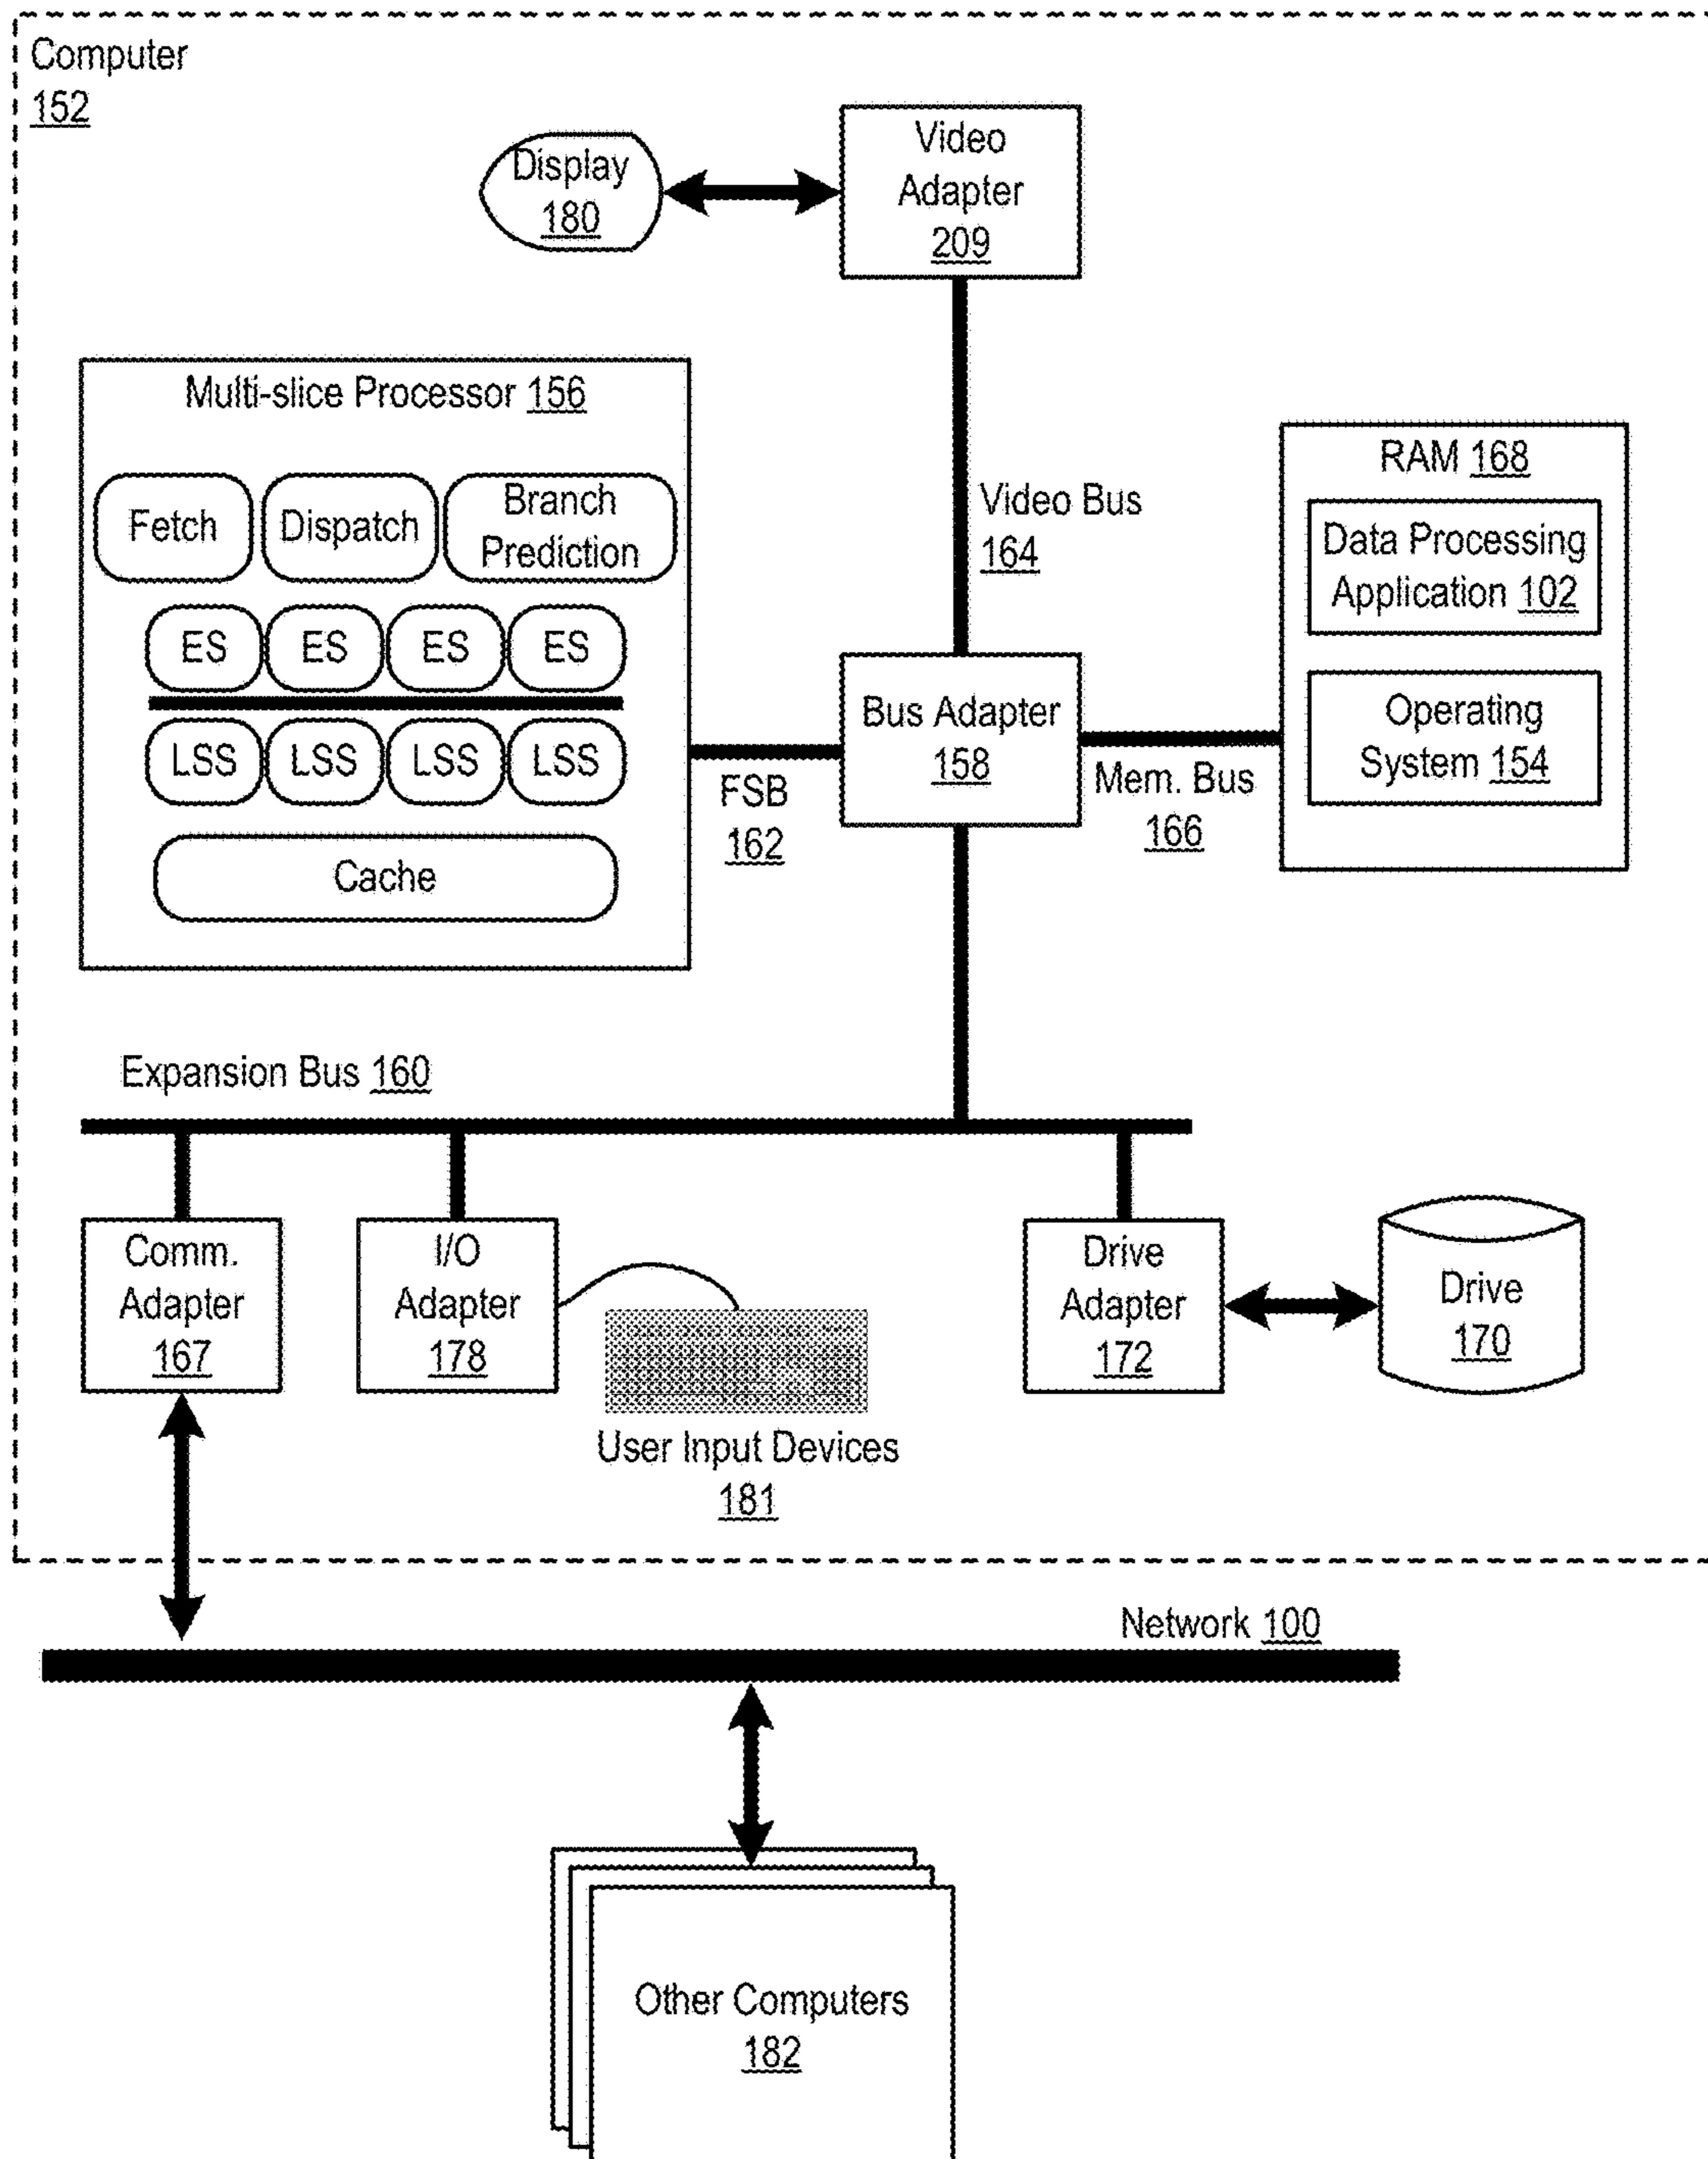 Computer
152
Display
180
Video
Adapter
209
Multi-slice Processor 156
Fetch
Dispatch
Branch
Prediction
ES
ES
ES
ES
LSS
LSS
LSS
LSS
Cache
Video Bus
164
RAM 168
Data Processing
Application 102
Operating
System 154
Bus Adapter
158
FSB
162
Mem. Bus
166
Expansion Bus 160
Comm.
Adapter
167
I/O
Adapter
178
User Input Devices
181
Drive
Adapter
172
Drive
170
Network 100
Other Computers
182